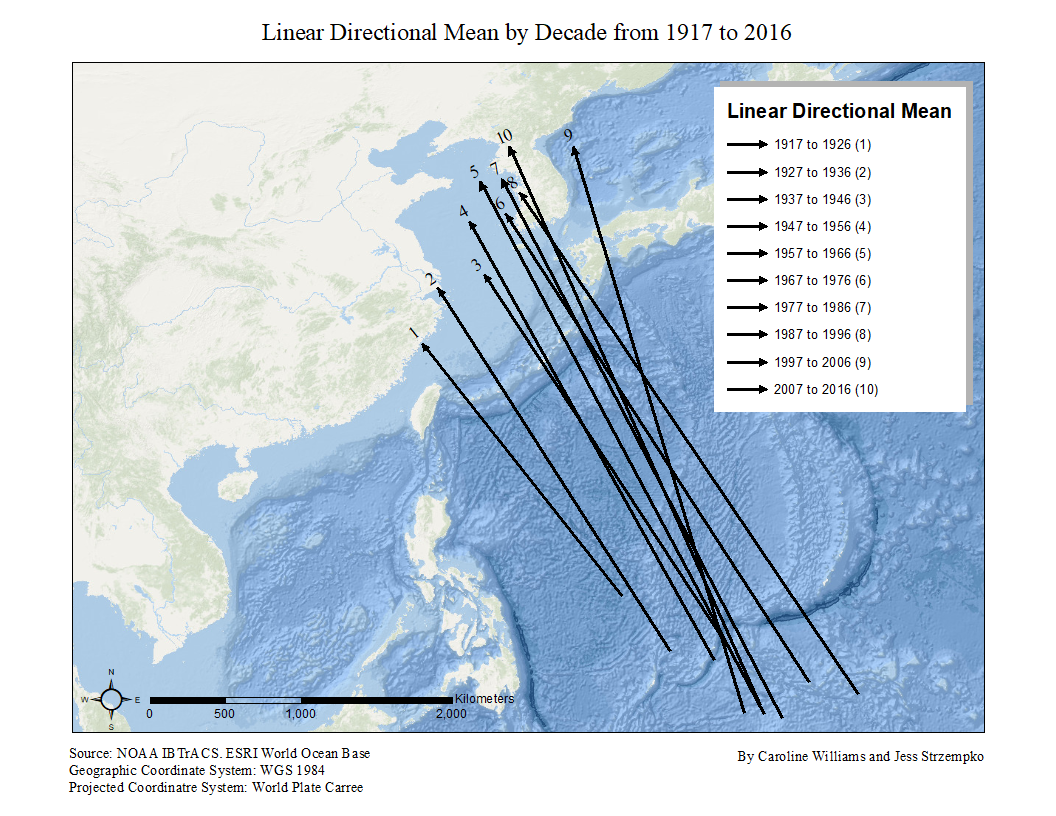 Linear Directional Mean by Decade from 1917 to 2016
Linear Directional Mean
1917 to 1926 (1)
1927 to 1936 (2)
1937 to 1946 (3)
1947 to 1956 (4)
1957 to 1966 (5)
1967 to 1976 (6)
1977 to 1986 (7)
1987 to 1996 (8)
1997 to 2006 (9)
2007 to 2016 (10)
10
9
5
7
8
6
4
3
2
1
N
W E
S
Kilometers
0 500 1,000 2,000
Source: NOAA IBTrACS. ESRI World Ocean Base
Geographic Coordinate System: WGS 1984
Projected Coordinatre System: World Plate Carree
By Caroline Williams and Jess Strzempko